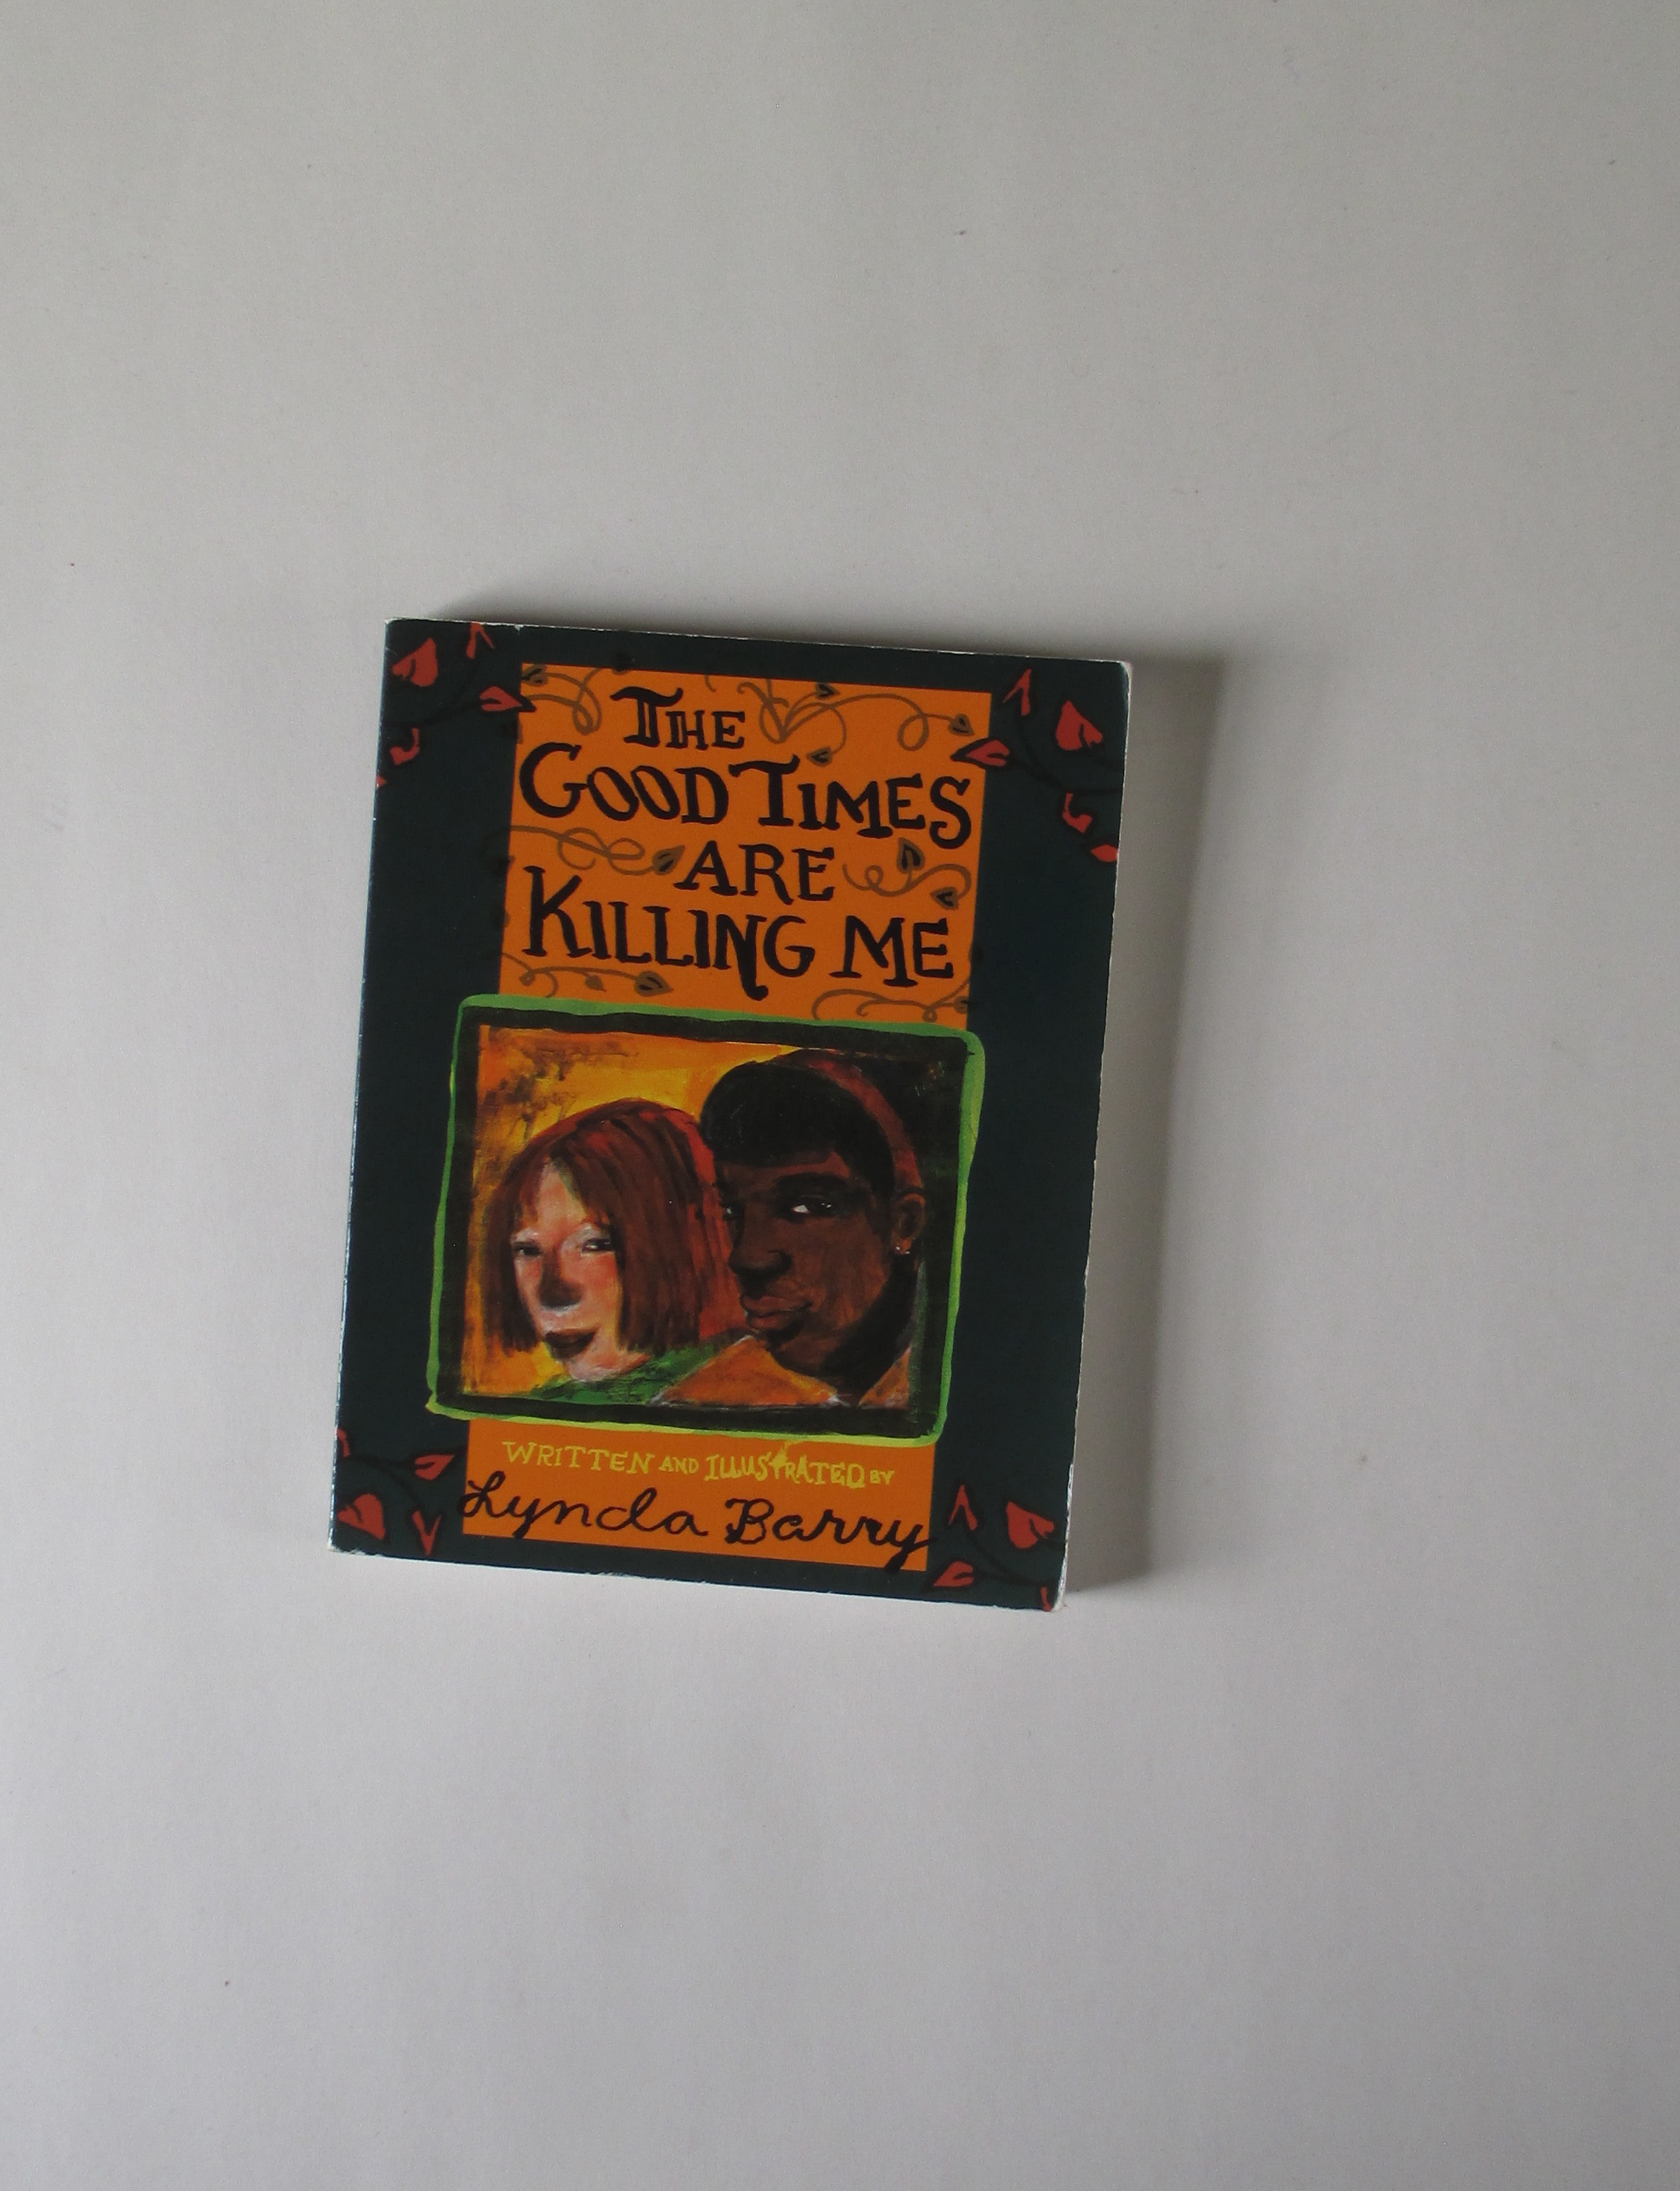 THE
GOOD TIMES
ARE
KILLING ME
WRITTEN AND ILLUSTRATED BY
Lynda Barry